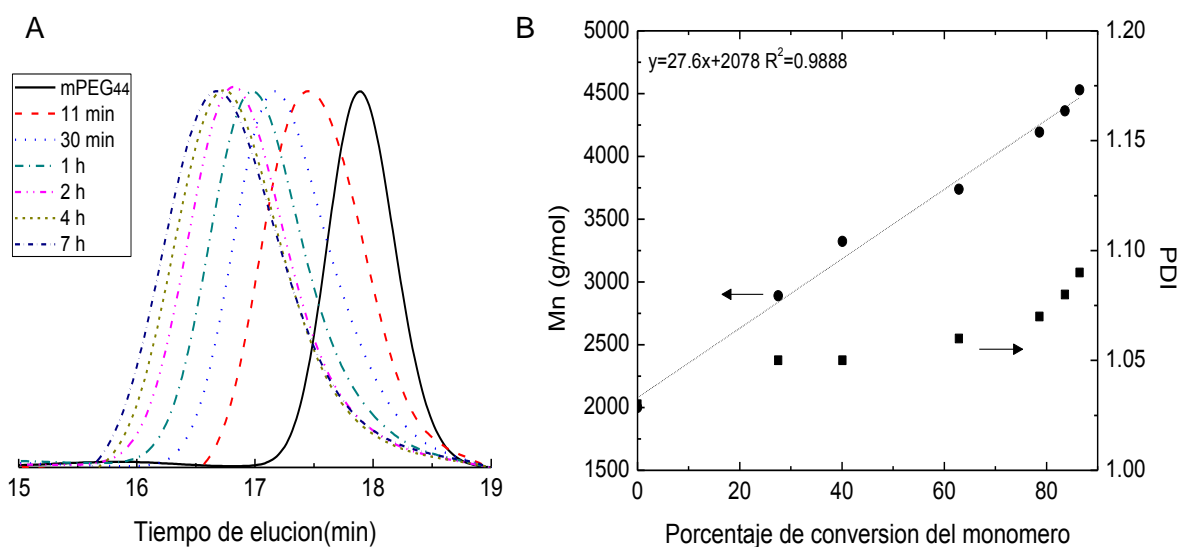 A
mPEG44
11 min
30 min
1 h
2 h
4 h
7 h
15 16 17 18 19
Tiempo de elucion(min)
B
y=27.6x+2078 R²=0.9888
5000
4500
4000
3500
3000
2500
2000
1500
Mn (g/mol)
0 20 40 60 80
Porcentaje de conversion del monomero
1.20
1.15
1.10
1.05
1.00
PDI